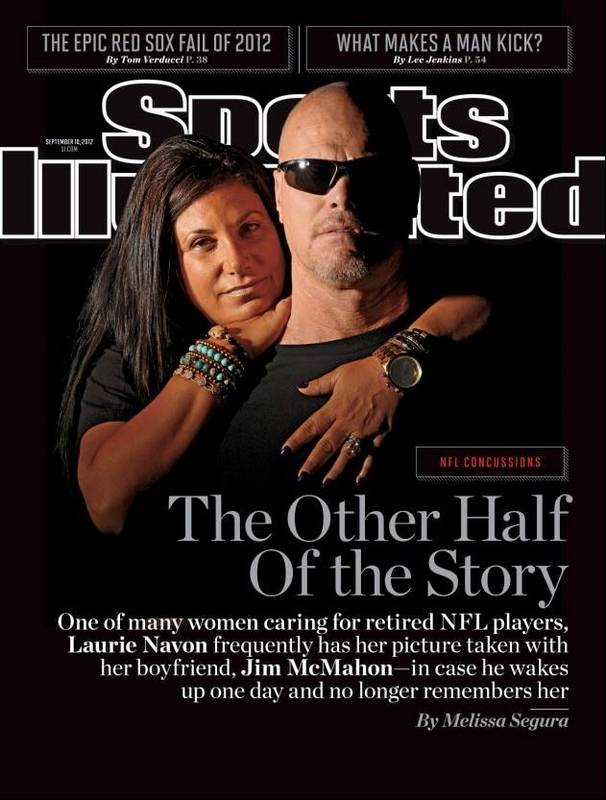 THE EPIC RED SOX FAIL OF 2012
By Tom Verducci P. 38
WHAT MAKES A MAN KICK?
By Lee Jenkins P. 54
SEPTEMBER 10, 2012
SI.COM
Sports
Illustrated
NFL CONCUSSIONS
The Other Half
Of the Story
One of many women caring for retired NFL players,
Laurie Navon frequently has her picture taken with
her boyfriend, Jim McMahon—in case he wakes
up one day and no longer remembers her
By Melissa Segura